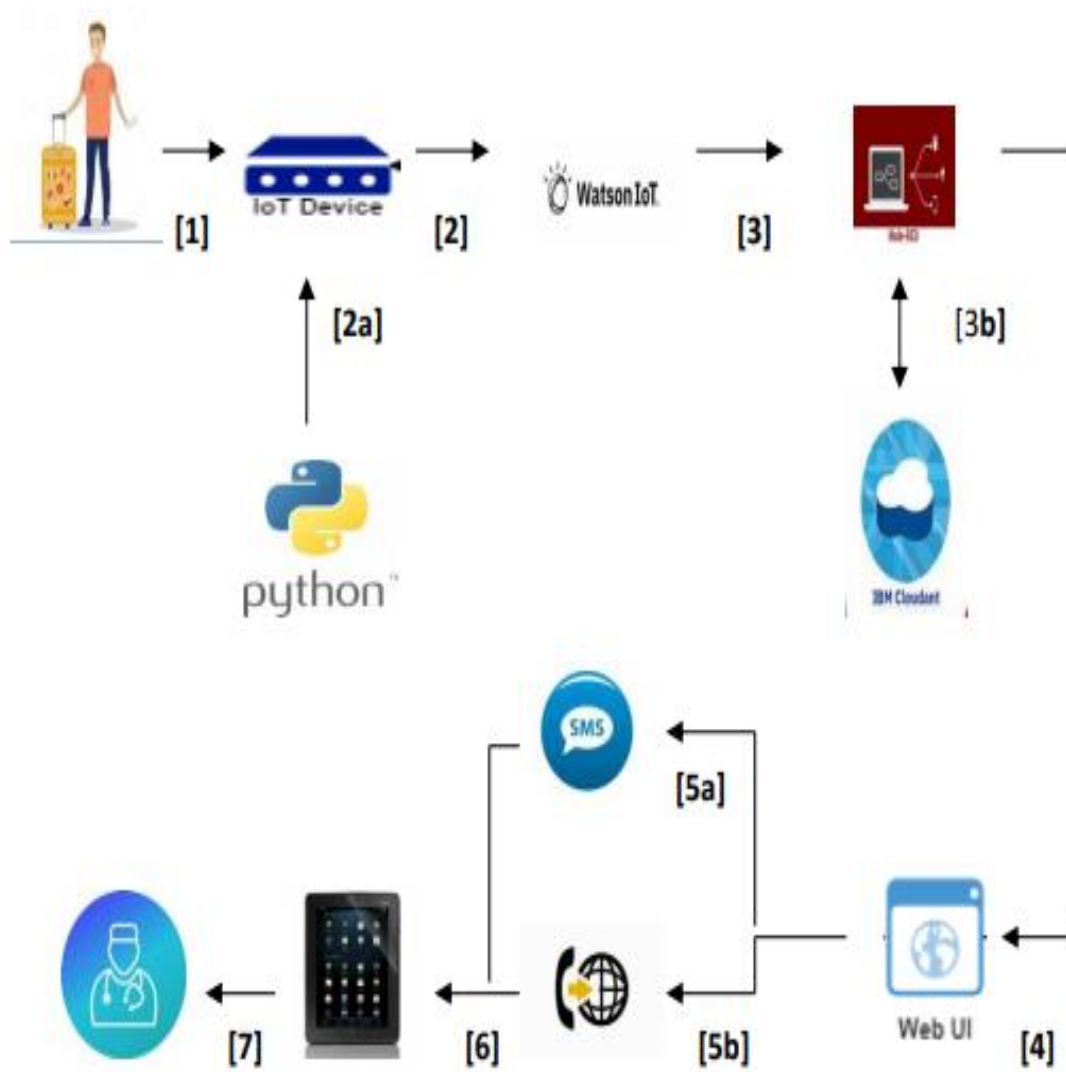 IoT Device
Watson IoT
[1]
[2]
[3]
[2a]
[3b]
python™
IBM Cloudant
SMS
[5a]
Web UI
[7]
[6]
[5b]
[4]